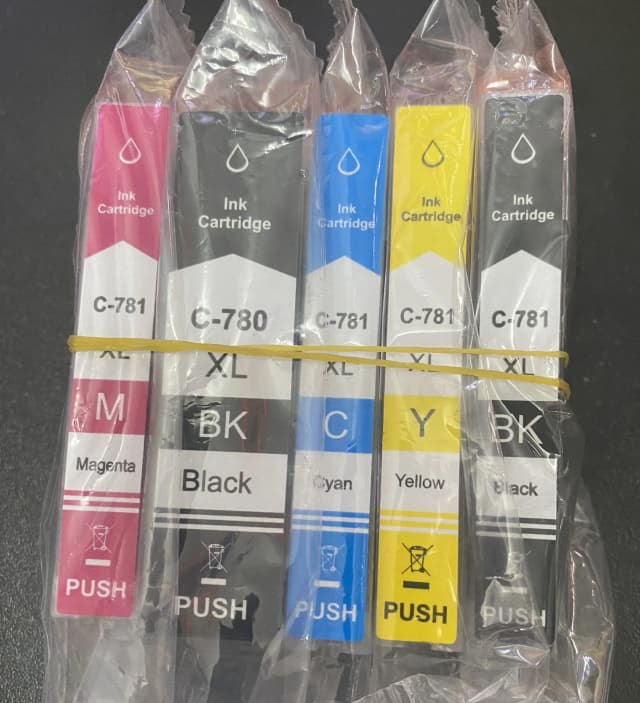 Ink
Cartridge
C-781
XL
M
Magenta
PUSH
Ink
Cartridge
C-780
XL
BK
Black
PUSH
Ink
Cartridge
C-781
XL
C
Cyan
PUSH
Ink
Cartridge
C-781
XL
Y
Yellow
PUSH
Ink
Cartridge
C-781
XL
BK
Black
PUSH